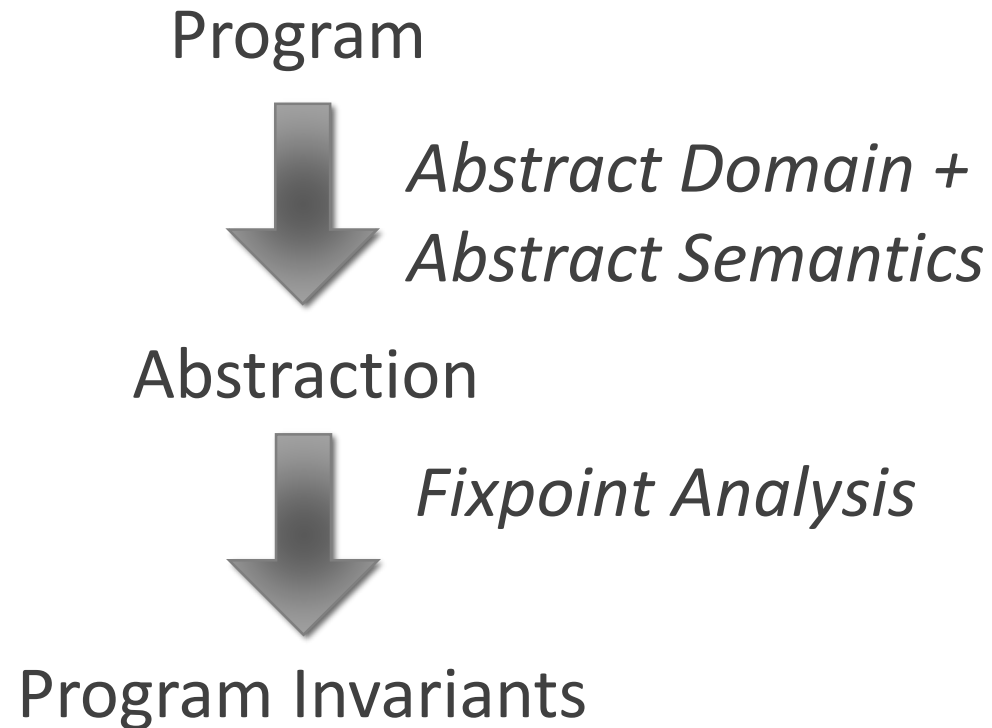 Program
Abstract Domain +
Abstract Semantics
Abstraction
Fixpoint Analysis
Program Invariants